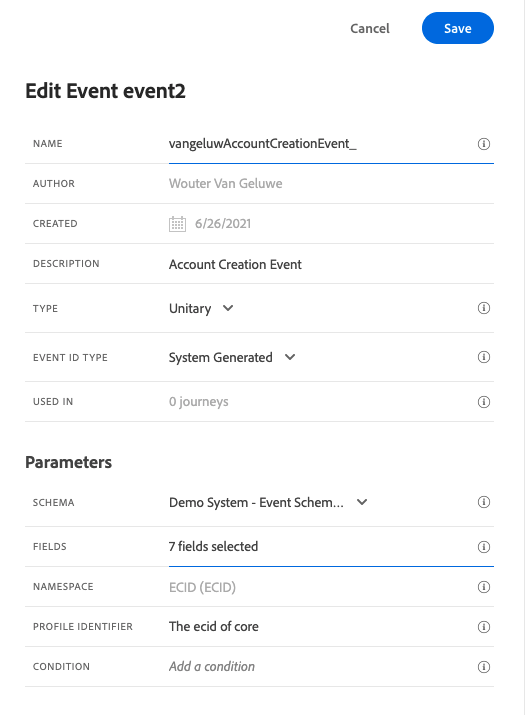 Cancel Save
Edit Event event2
NAME vangeluwAccountCreationEvent_
AUTHOR Wouter Van Geluwe
CREATED 6/26/2021
DESCRIPTION Account Creation Event
TYPE Unitary
EVENT ID TYPE System Generated
USED IN 0 journeys
Parameters
SCHEMA Demo System - Event Schem...
FIELDS 7 fields selected
NAMESPACE ECID (ECID)
PROFILE IDENTIFIER The ecid of core
CONDITION Add a condition